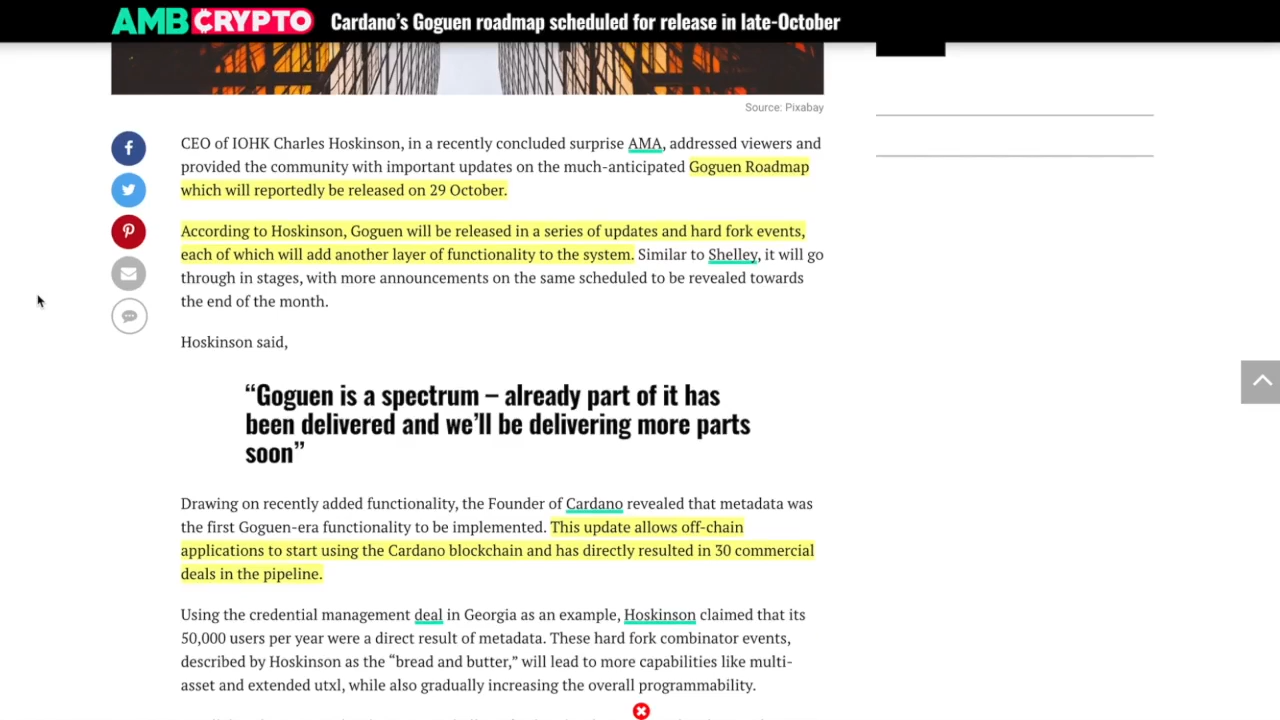 AMBCRYPTO Cardano's Goguen roadmap scheduled for release in late-October
Source: Pixabay
CEO of IOHK Charles Hoskinson, in a recently concluded surprise AMA, addressed viewers and
provided the community with important updates on the much-anticipated Goguen Roadmap
which will reportedly be released on 29 October.
According to Hoskinson, Goguen will be released in a series of updates and hard fork events,
each of which will add another layer of functionality to the system. Similar to Shelley, it will go
through in stages, with more announcements on the same scheduled to be revealed towards
the end of the month.
Hoskinson said,
“Goguen is a spectrum – already part of it has
been delivered and we’ll be delivering more parts
soon”
Drawing on recently added functionality, the Founder of Cardano revealed that metadata was
the first Goguen-era functionality to be implemented. This update allows off-chain
applications to start using the Cardano blockchain and has directly resulted in 30 commercial
deals in the pipeline.
Using the credential management deal in Georgia as an example, Hoskinson claimed that its
50,000 users per year were a direct result of metadata. These hard fork combinator events,
described by Hoskinson as the “bread and butter,” will lead to more capabilities like multi-
asset and extended utxl, while also gradually increasing the overall programmability.